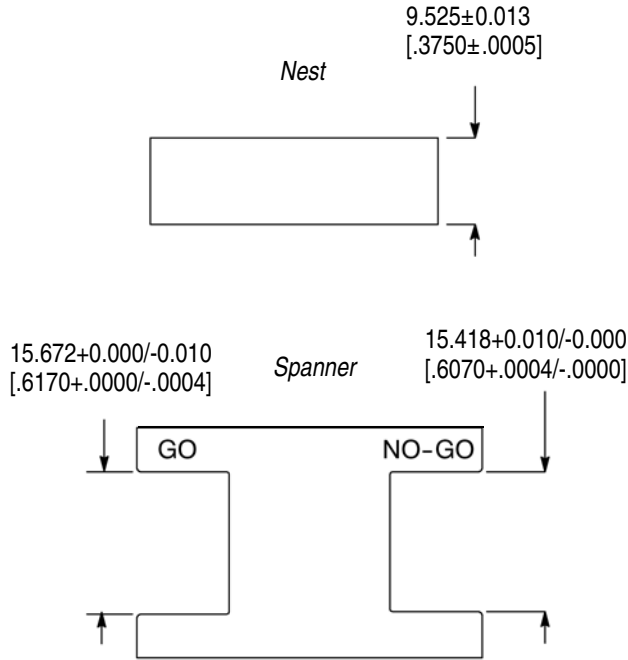 9.525±0.013
[.3750±.0005]
Nest
15.672+0.000/-0.010
[.6170+.0000/-.0004]
Spanner
15.418+0.010/-0.000
[.6070+.0004/-.0000]
GO
NO-GO